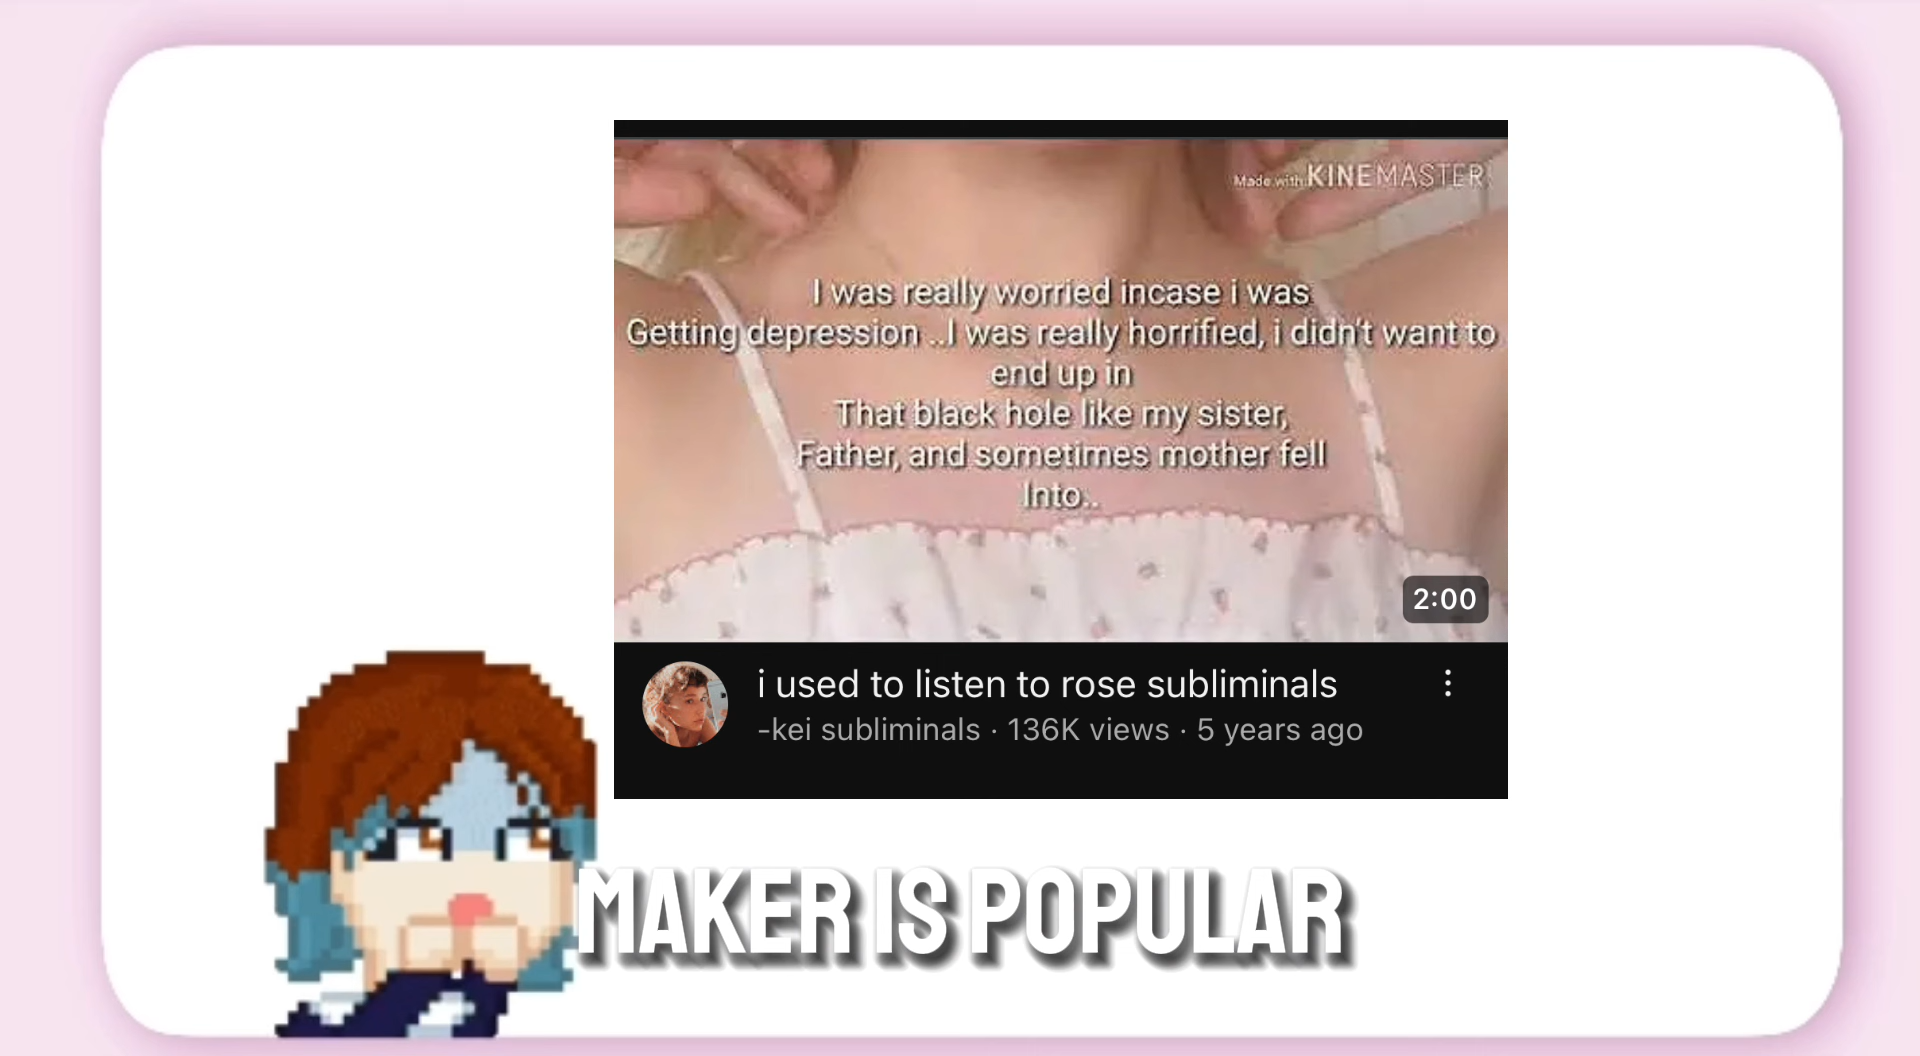 Made with KINEMASTER
I was really worried incase i was
Getting depression ..I was really horrified, i didn't want to
end up in
That black hole like my sister,
Father, and sometimes mother fell
Into..
2:00
i used to listen to rose subliminals
-kei subliminals · 136K views · 5 years ago
MAKER IS POPULAR